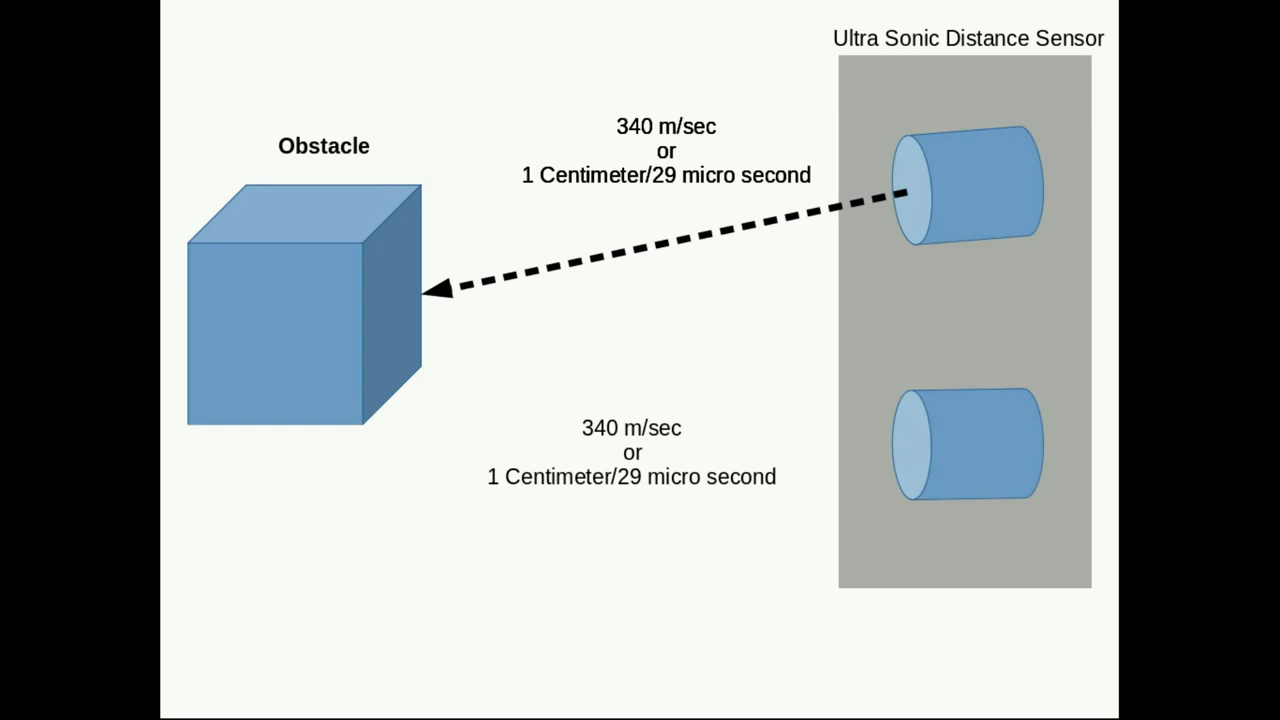 Ultra Sonic Distance Sensor
340 m/sec
or
1 Centimeter/29 micro second
Obstacle
340 m/sec
or
1 Centimeter/29 micro second